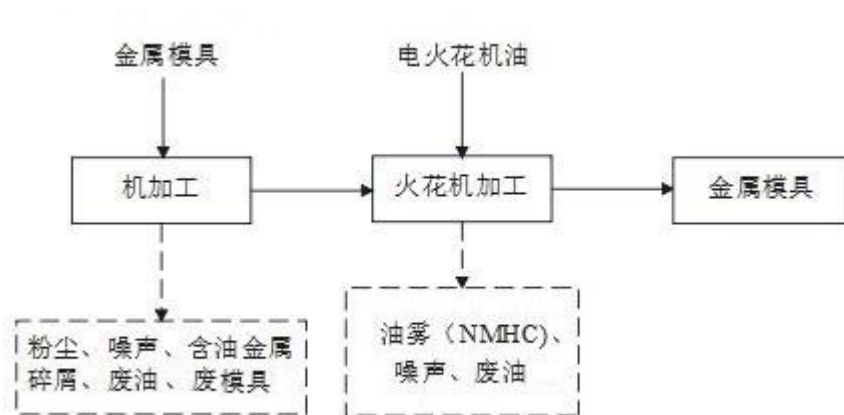 金属模具
电火花机油
机加工
火花机加工
金属模具
粉尘、噪声、含油金属
碎屑、废油、废模具
油雾（NMHC)、
噪声、废油